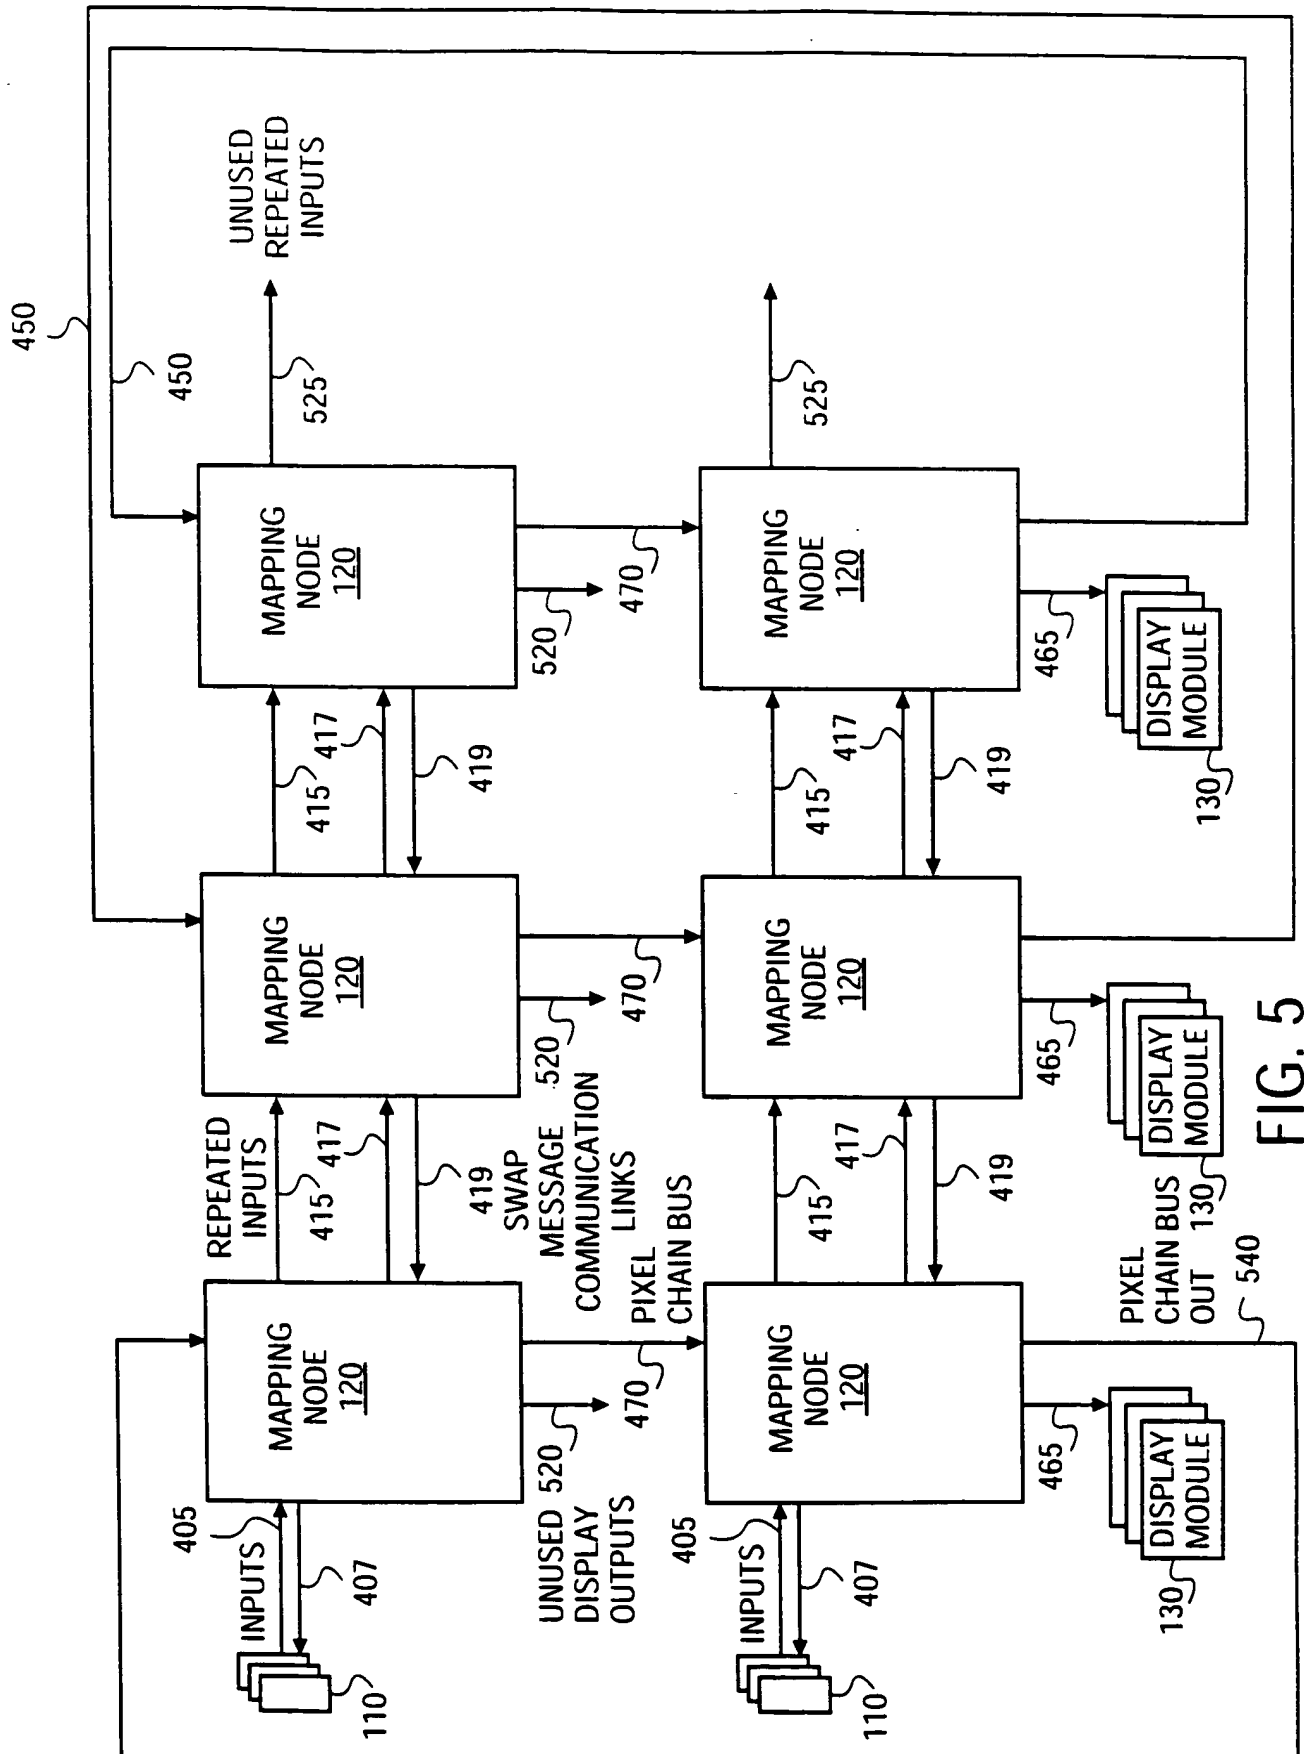 450
450
UNUSED
REPEATED
INPUTS
525
525
MAPPING
NODE
120
MAPPING
NODE
120
520
470
465
DISPLAY
MODULE
130
415
417
419
415
417
419
MAPPING
NODE
120
MAPPING
NODE
120
520
470
465
DISPLAY
MODULE
130
REPEATED
INPUTS
415
417
419
SWAP
MESSAGE
COMMUNICATION
LINKS
PIXEL
CHAIN BUS
415
417
419
PIXEL
CHAIN BUS
OUT
540
MAPPING
NODE
120
MAPPING
NODE
120
520
UNUSED
DISPLAY
OUTPUTS
470
465
DISPLAY
MODULE
130
INPUTS
405
407
110
INPUTS
405
407
110
FIG. 5